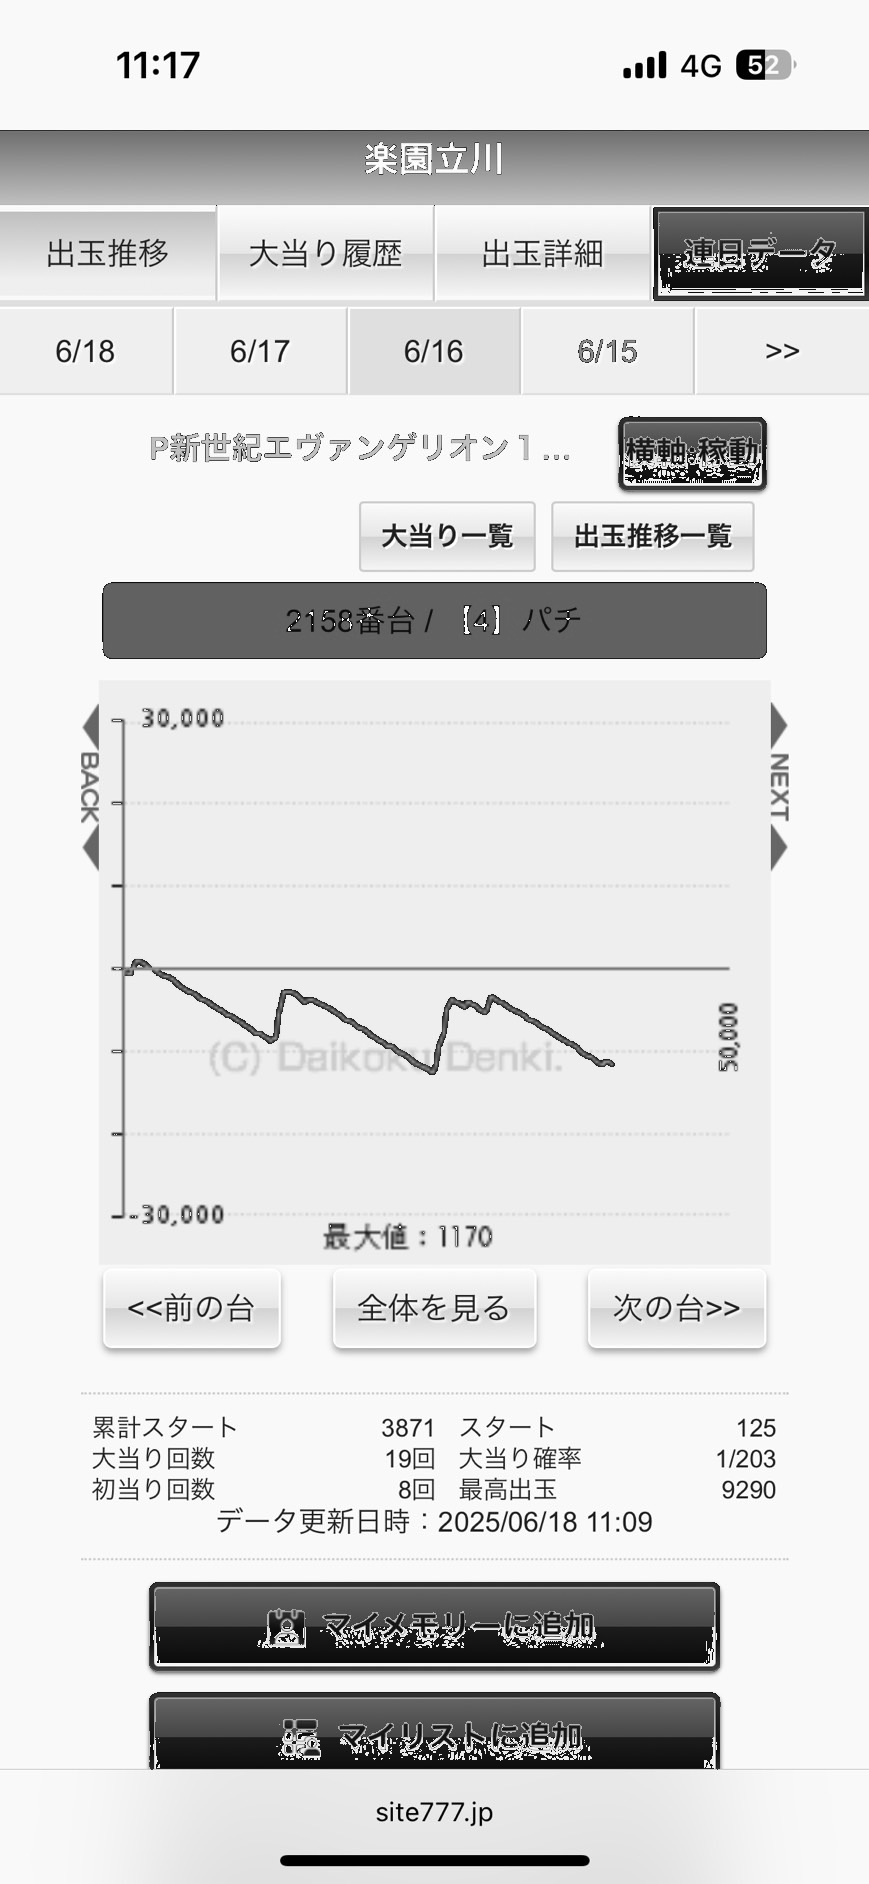 11:17 4G 52
楽園立川
出玉推移 大当り履歴 出玉詳細 連日データ
6/18 6/17 6/16 6/15 >>
P新世紀エヴァンゲリオン１... 横軸:稼動
大当り一覧 出玉推移一覧
2158番台 / 【4】 パチ
30,000
BACK
NEXT
50,000
(C) Daikoku Denki.
-30,000
最大値：1170
<<前の台 全体を見る 次の台>>
累計スタート 3871 スタート 125
大当り回数 19回 大当り確率 1/203
初当り回数 8回 最高出玉 9290
データ更新日時：2025/06/18 11:09
マイメモリーに追加
マイリストに追加
site777.jp